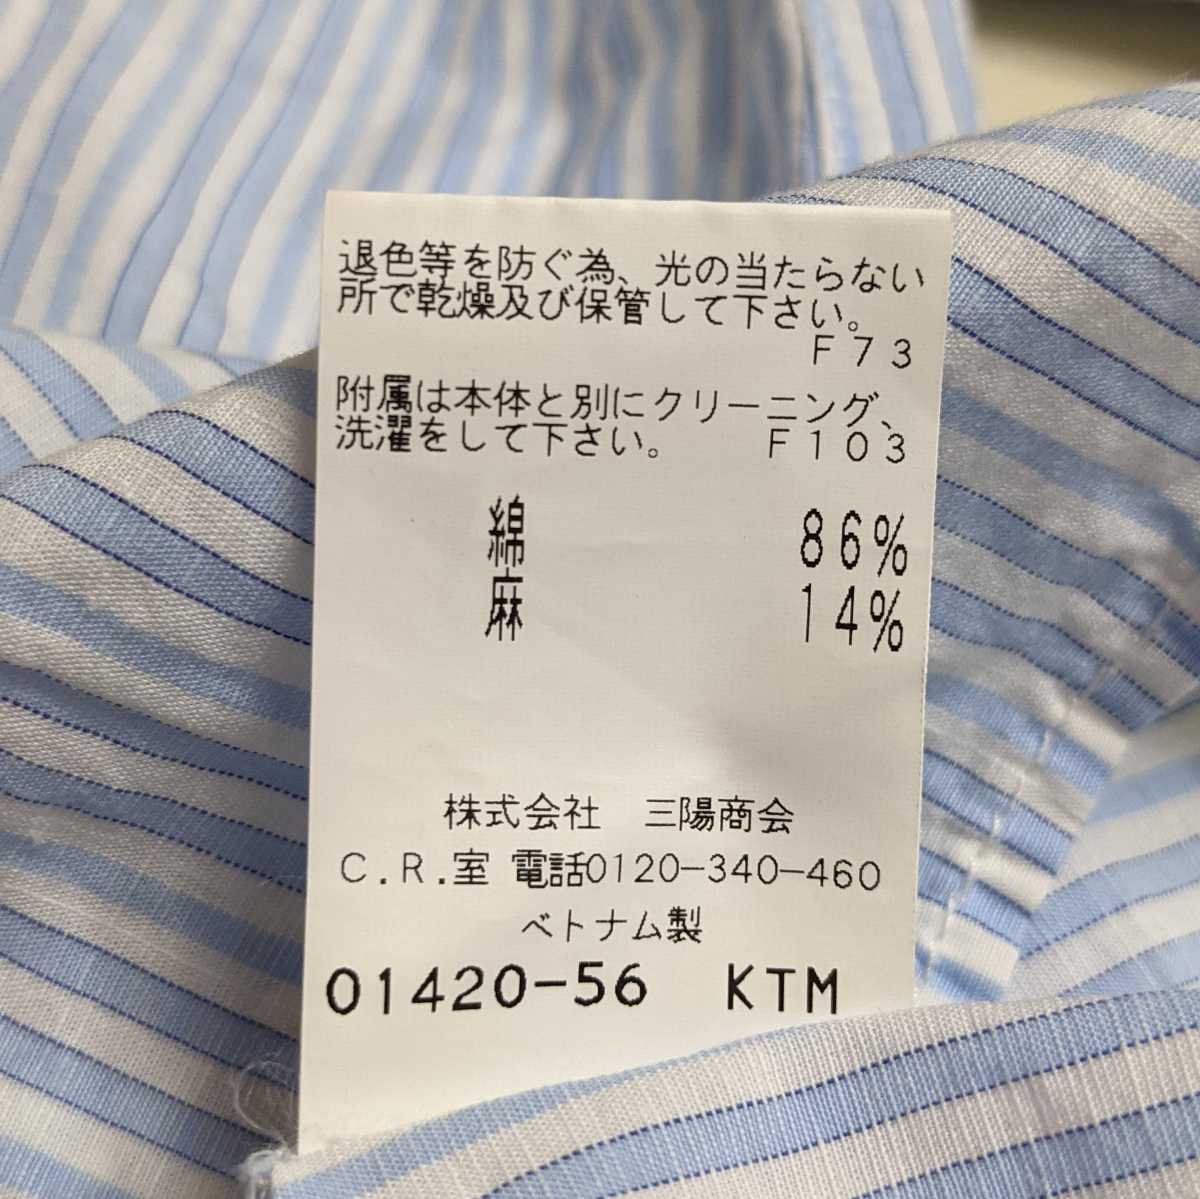 退色等を防ぐ為、光の当たらない
所で乾燥及び保管して下さい。
F73
附属は本体と別にクリーニング、
洗濯をして下さい。 F103
綿 86%
麻 14%
株式会社 三陽商会
C.R.室 電話0120-340-460
ベトナム製
01420-56 KTM